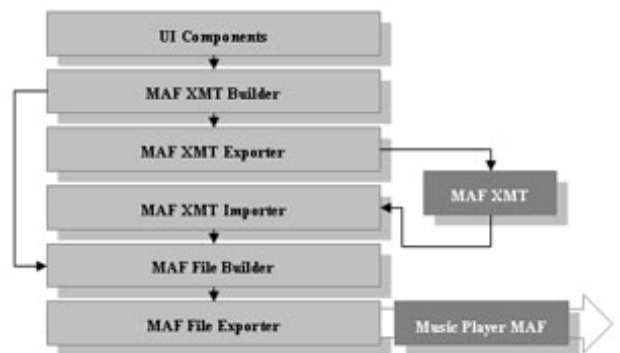 UI Components
MAF XMT Builder
MAF XMT Exporter
MAF XMT
MAF XMT Importer
MAF File Builder
MAF File Exporter
Music Player MAF